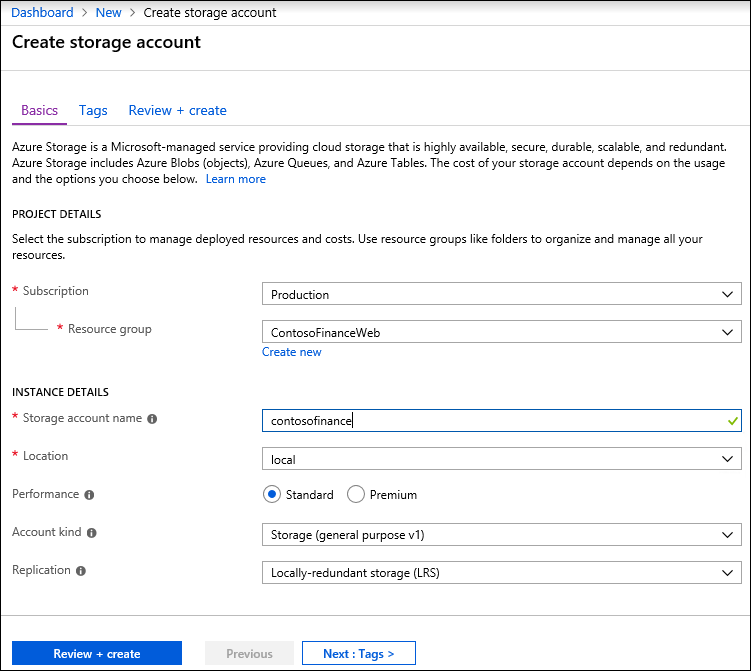 Dashboard > New > Create storage account
Create storage account
Basics Tags Review + create
Azure Storage is a Microsoft-managed service providing cloud storage that is highly available, secure, durable, scalable, and redundant.
Azure Storage includes Azure Blobs (objects), Azure Queues, and Azure Tables. The cost of your storage account depends on the usage
and the options you choose below. Learn more
PROJECT DETAILS
Select the subscription to manage deployed resources and costs. Use resource groups like folders to organize and manage all your
resources.
* Subscription Production
* Resource group ContosoFinanceWeb
Create new
INSTANCE DETAILS
* Storage account name contosofinance
* Location local
Performance Standard Premium
Account kind Storage (general purpose v1)
Replication Locally-redundant storage (LRS)
Review + create Previous Next : Tags >